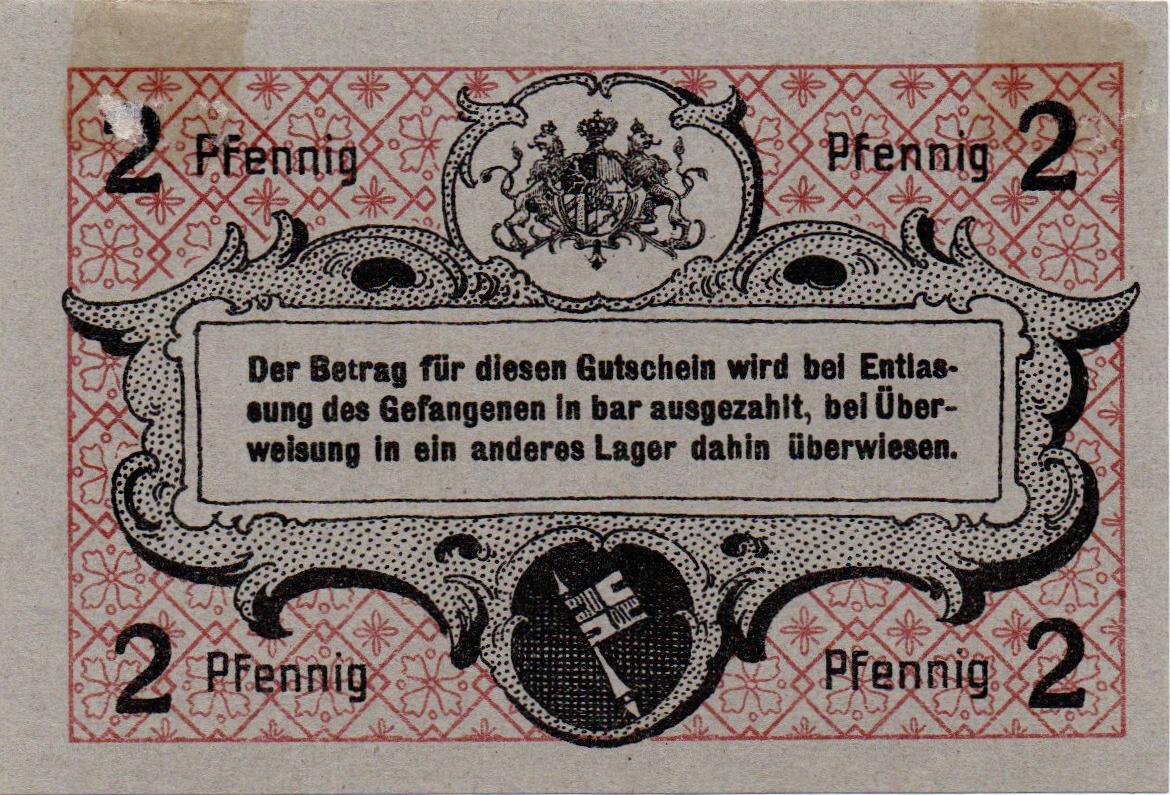 2 Pfennig
Pfennig 2
Der Betrag für diesen Gutschein wird bei Entlas-
sung des Gefangenen in bar ausgezahlt, bei Über-
weisung in ein anderes Lager dahin überwiesen.
2 Pfennig
Pfennig 2